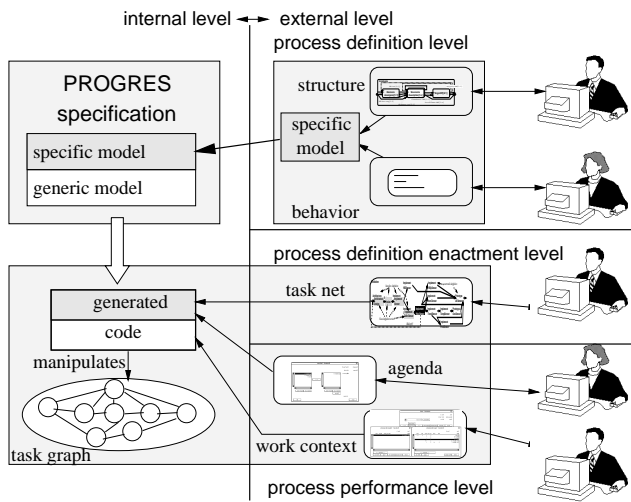 internal level
external level
process definition level
PROGRES
specification
specific model
generic model
structure
specific
model
behavior
process definition enactment level
generated
code
task net
manipulates
agenda
task graph
work context
process performance level